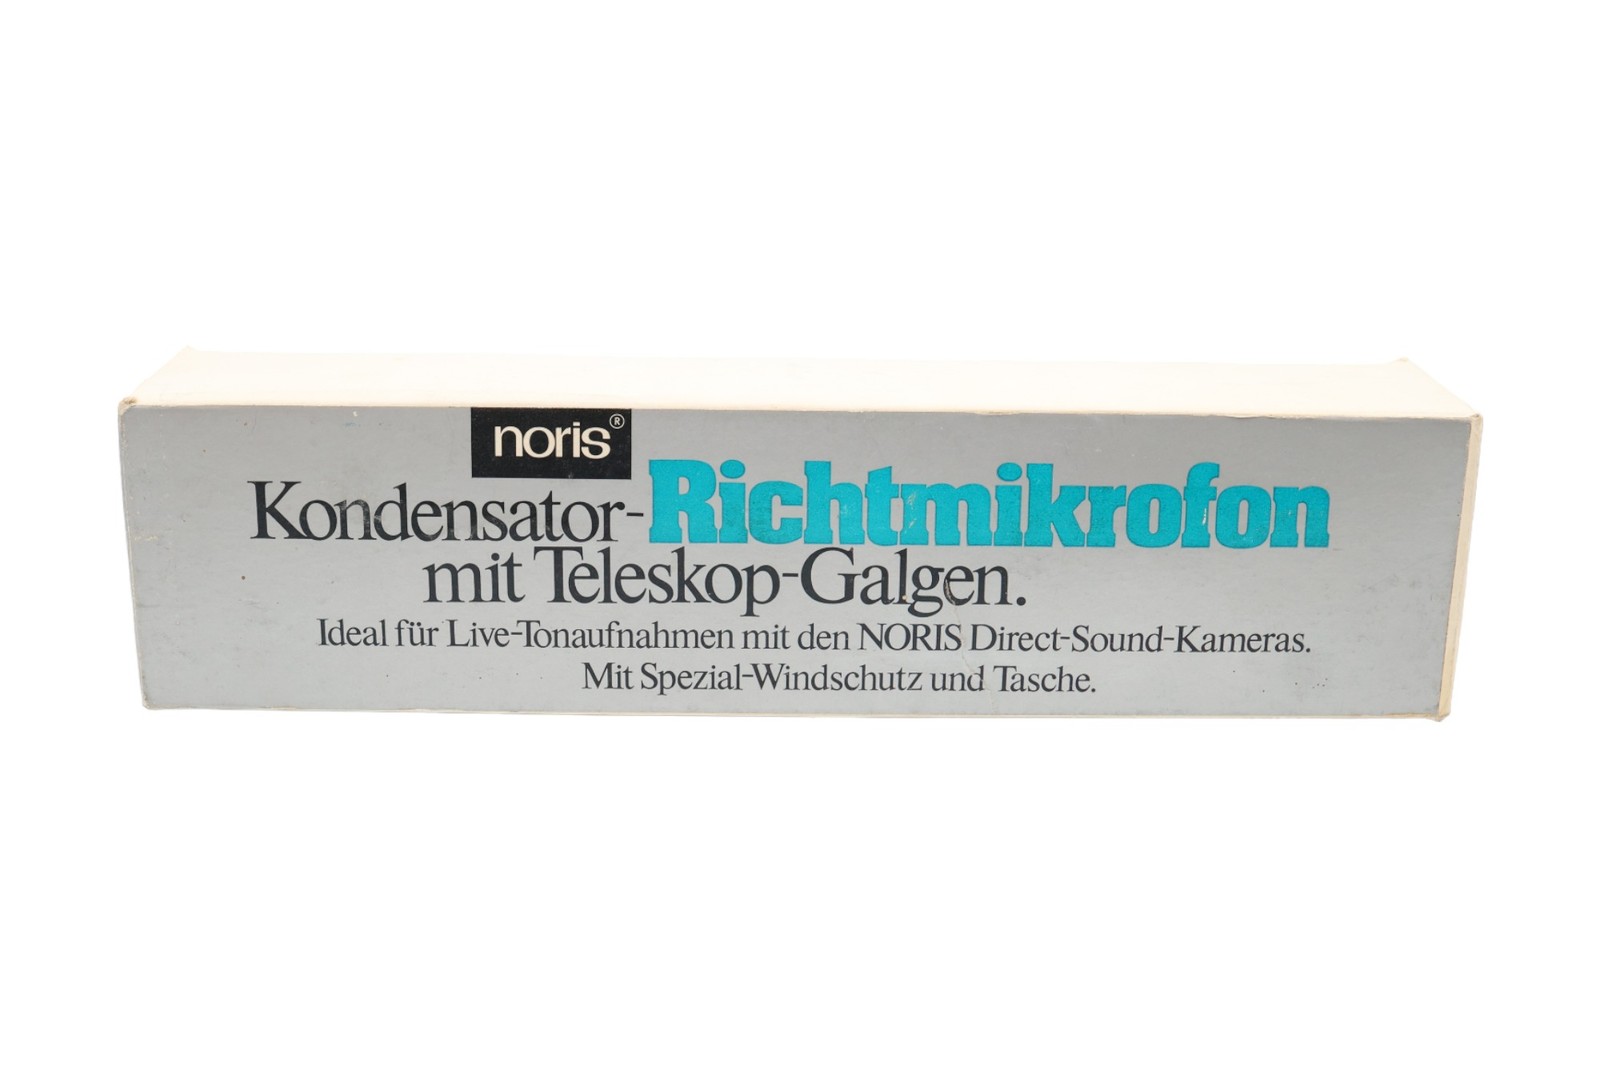 noris®
Kondensator-Richtmikrofon
mit Teleskop-Galgen.
Ideal für Live-Tonaufnahmen mit den NORIS Direct-Sound-Kameras.
Mit Spezial-Windschutz und Tasche.